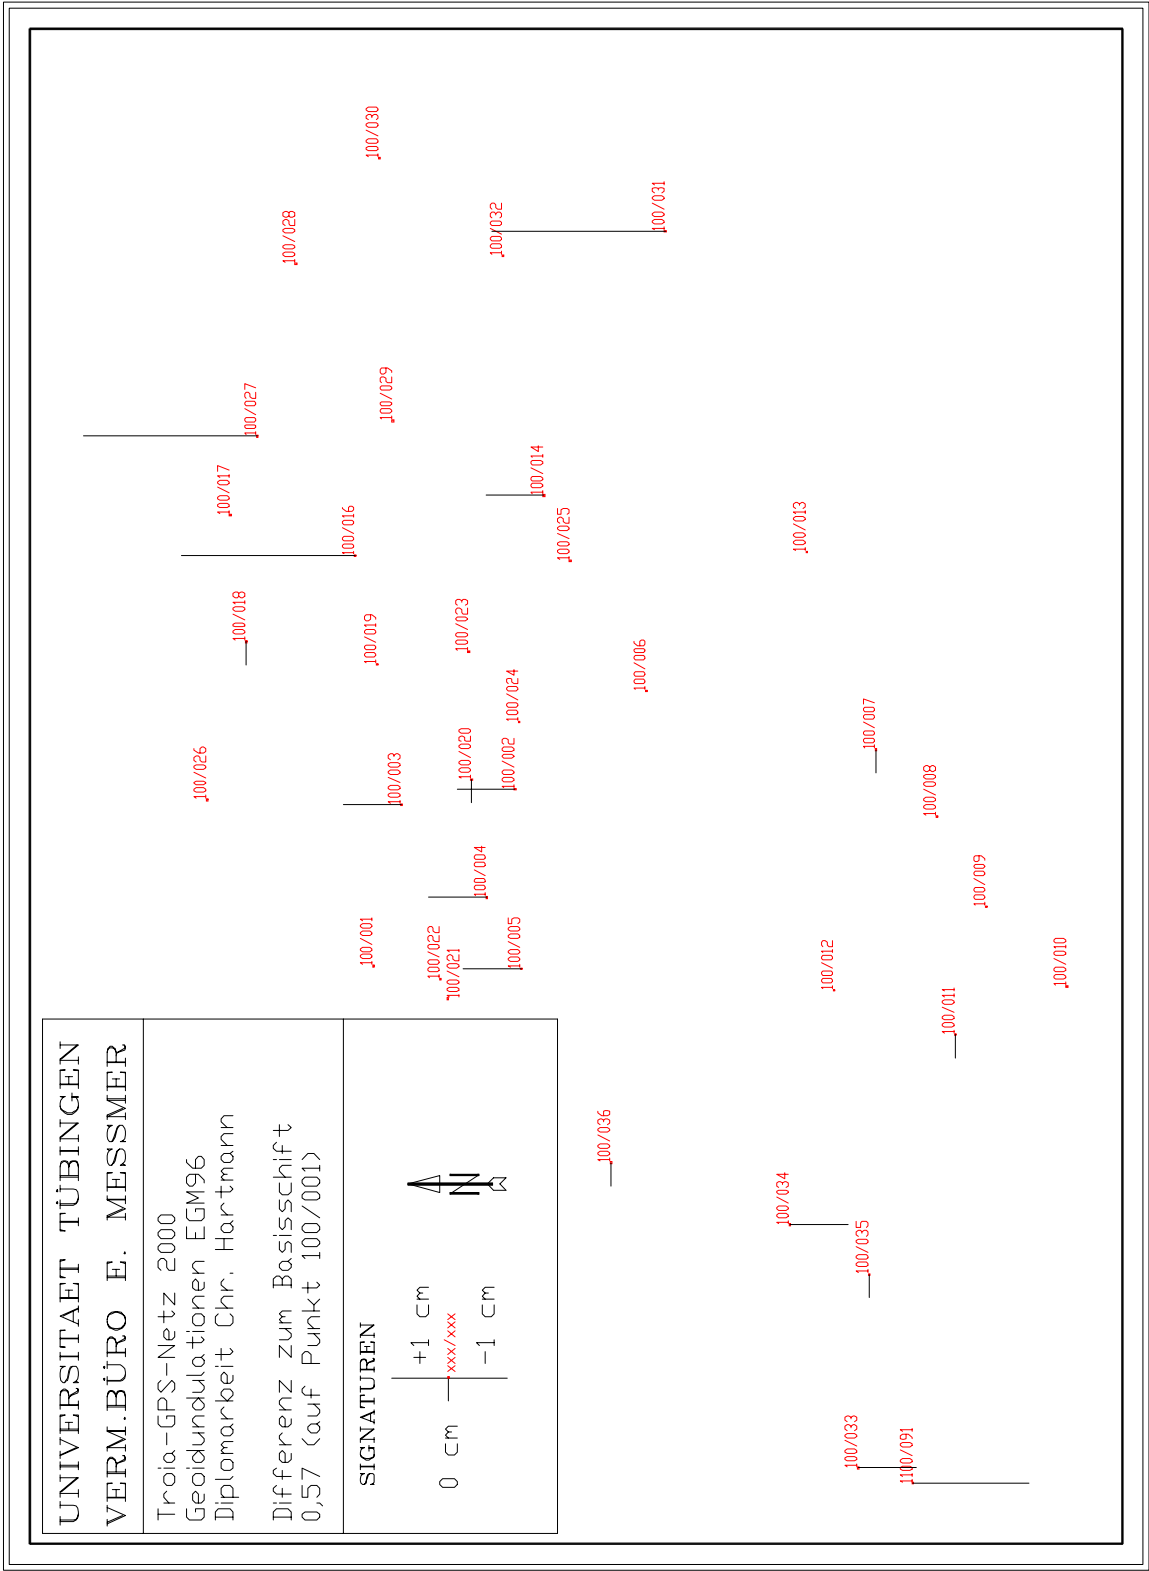 UNIVERSITAET TÜBINGEN
VERM.BÜRO E. MESSMER
Troia-GPS-Netz 2000
Geoidundulationen EGM96
Diplomarbeit Chr. Hartmann
Differenz zum Basisschift
0,57 (auf Punkt 100/001)
SIGNATUREN
+1 cm
0 cm
xxx/xxx
-1 cm
N
100/026
100/017
100/018
100/027
100/028
100/016
100/001
100/019
100/030
100/029
100/003
100/022
100/021
100/023
100/020
100/004
100/032
100/002
100/024
100/005
100/014
100/025
100/036
100/006
100/031
100/034
100/013
100/012
100/033
100/035
100/007
1100/091
100/008
100/011
100/009
100/010